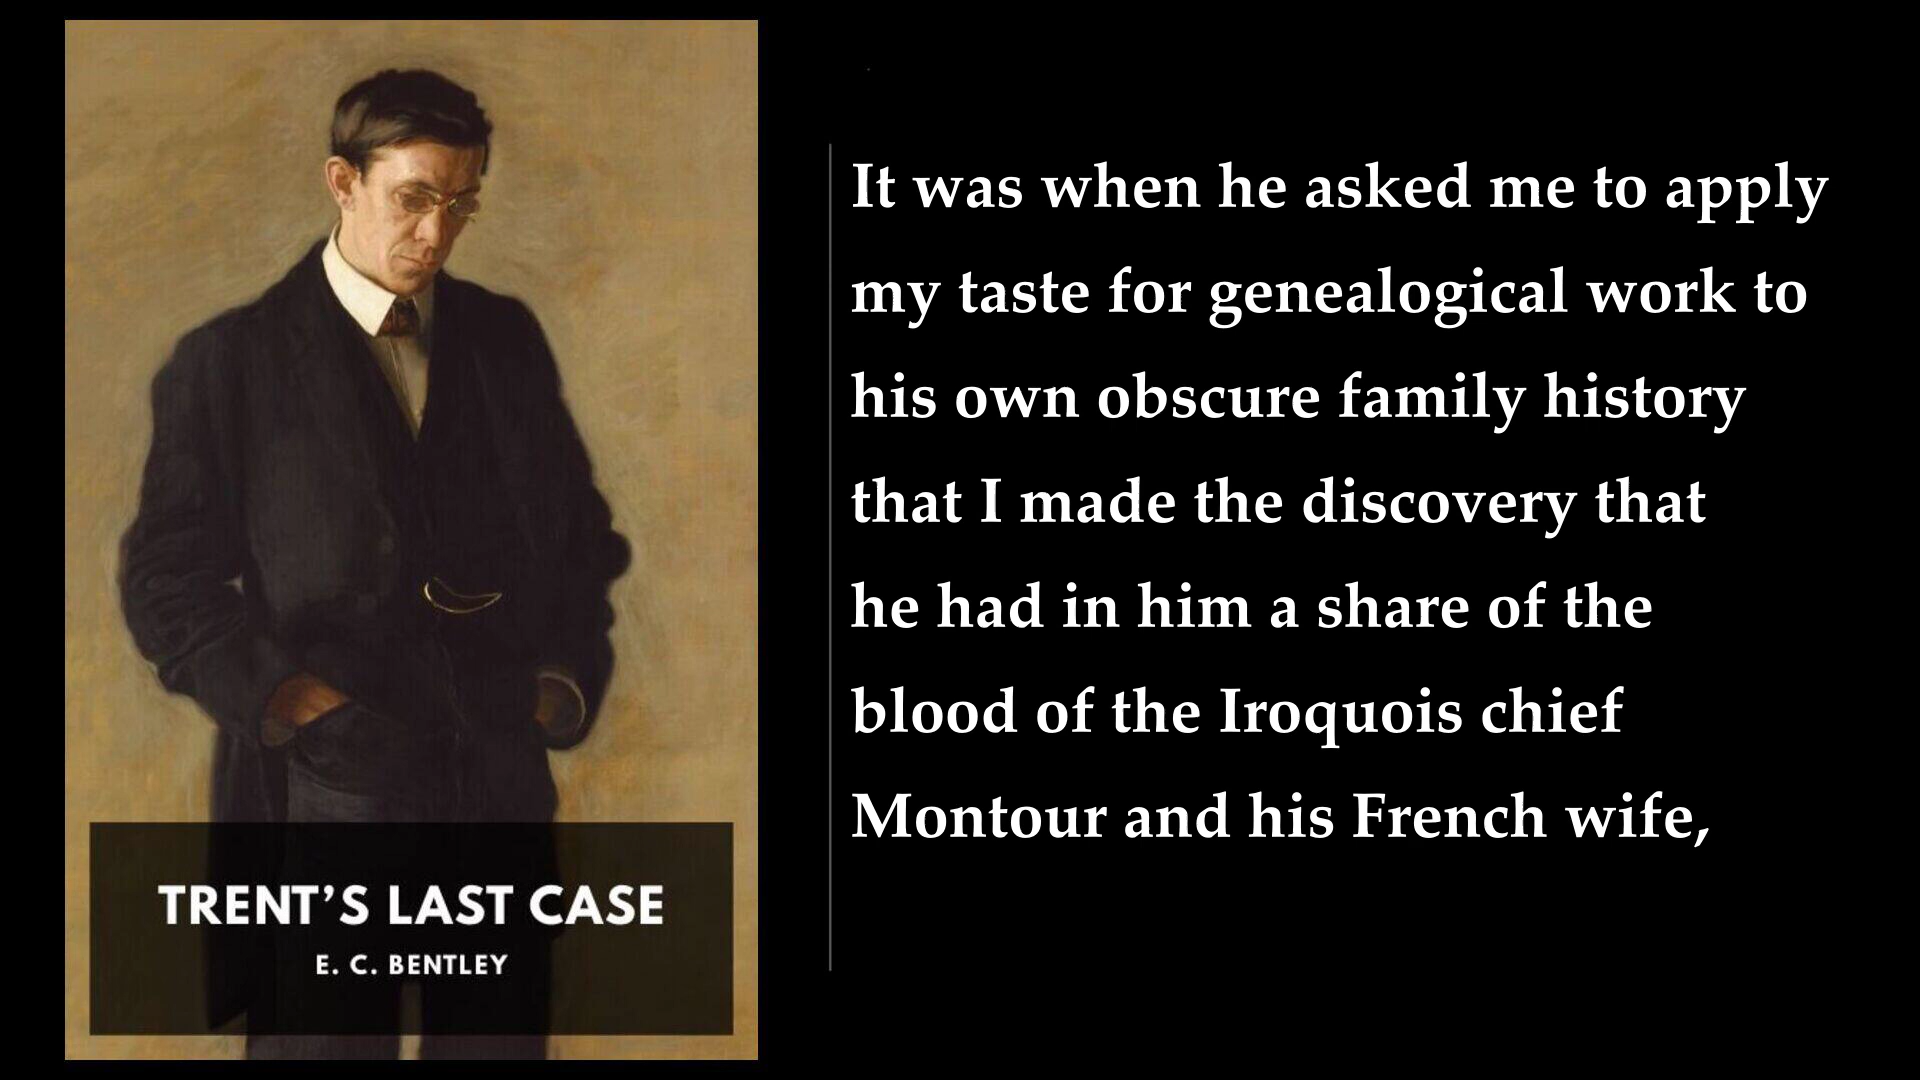 TRENT’S LAST CASE
E. C. BENTLEY
It was when he asked me to apply
my taste for genealogical work to
his own obscure family history
that I made the discovery that
he had in him a share of the
blood of the Iroquois chief
Montour and his French wife,